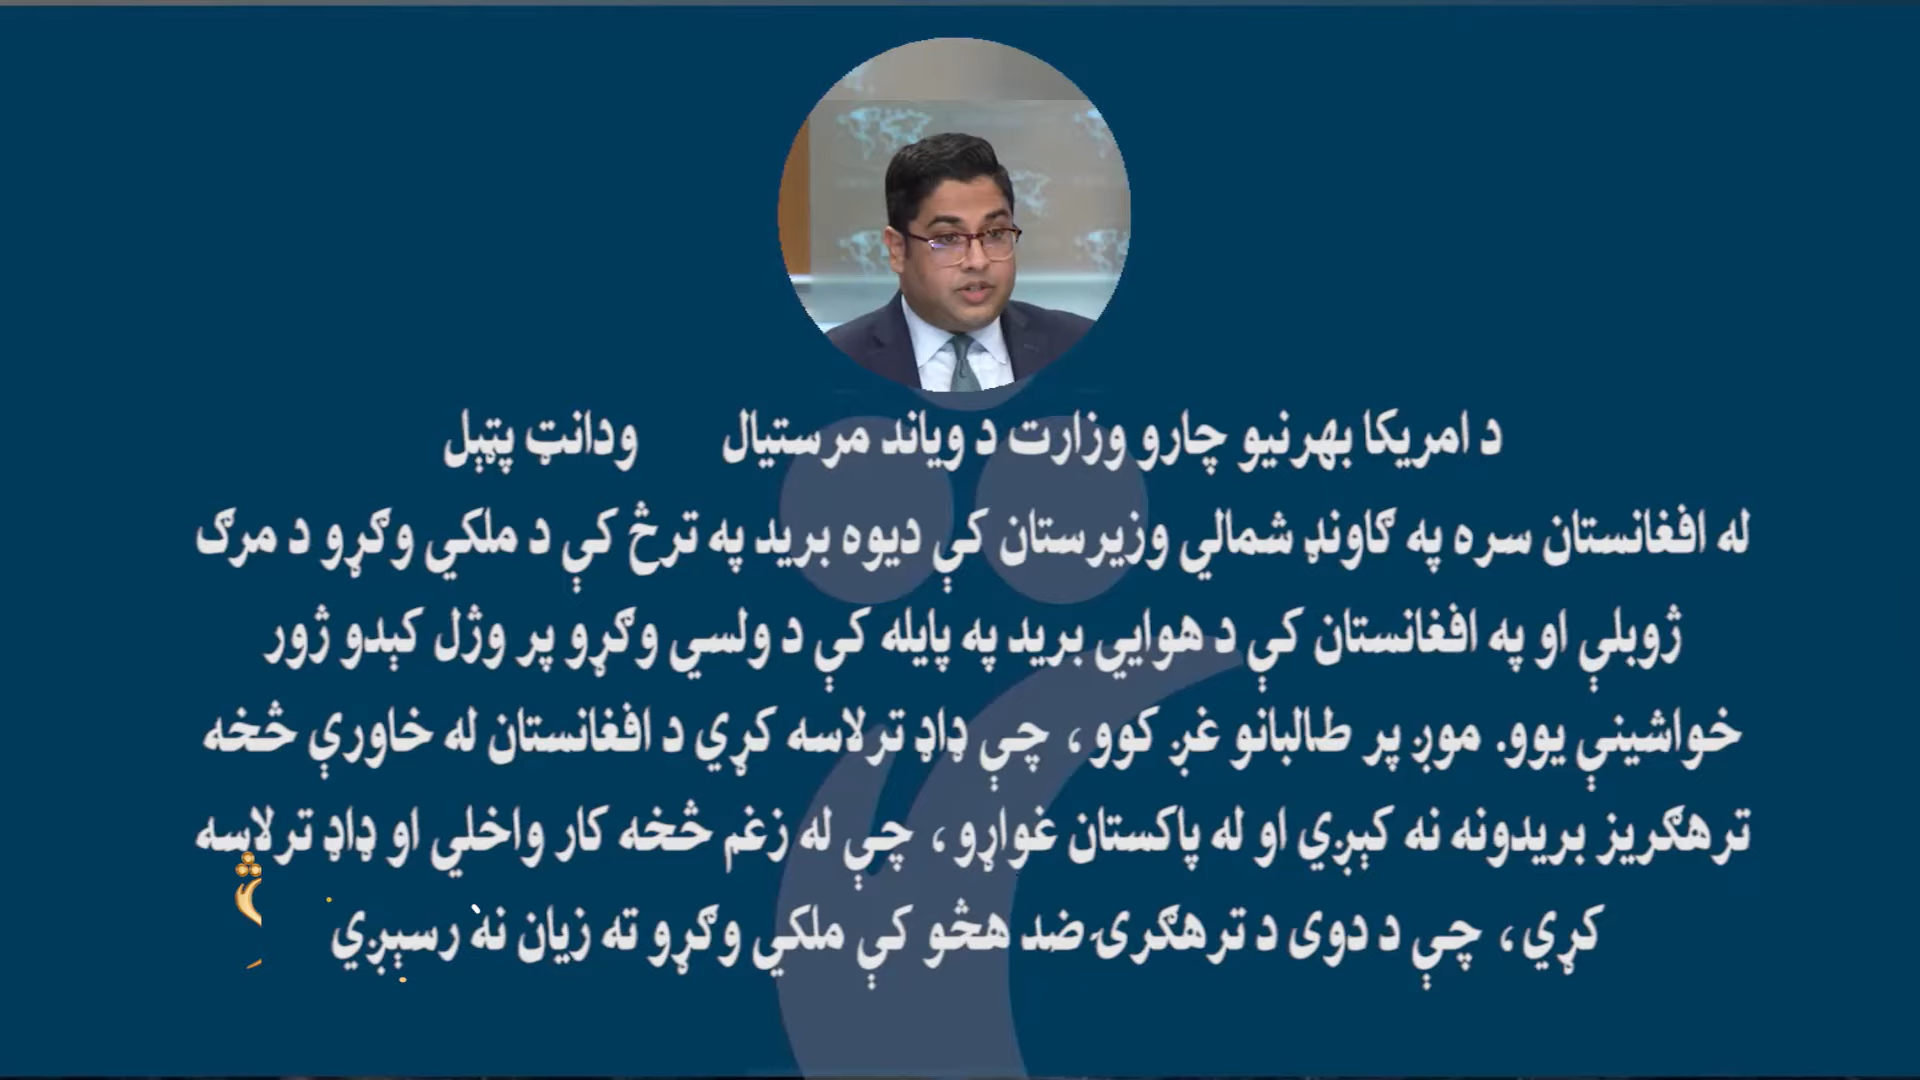 د امریکا بهرنیو چارو وزارت د ویاند مرستیال ودانټ پټېل
له افغانستان سره په ګاونډ شمالي وزیرستان کې دیوه برید په ترڅ کې د ملکي وګړو د مرګ
ژوبلې او په افغانستان کې د هوایي برید په پایله کې د ولسي وګړو پر وژل کېدو ژور
خواشینې یوو. موږ پر طالبانو غږ کوو، چې ډاډ ترلاسه کړي د افغانستان له خاورې څخه
ترهګریز بریدونه نه کېږي او له پاکستان غواړو، چې له زغم څخه کار واخلي او ډاډ ترلاسه
کړي، چې د دوی د ترهګرۍ ضد هڅو کې ملکي وګړو ته زیان نه رسېږي